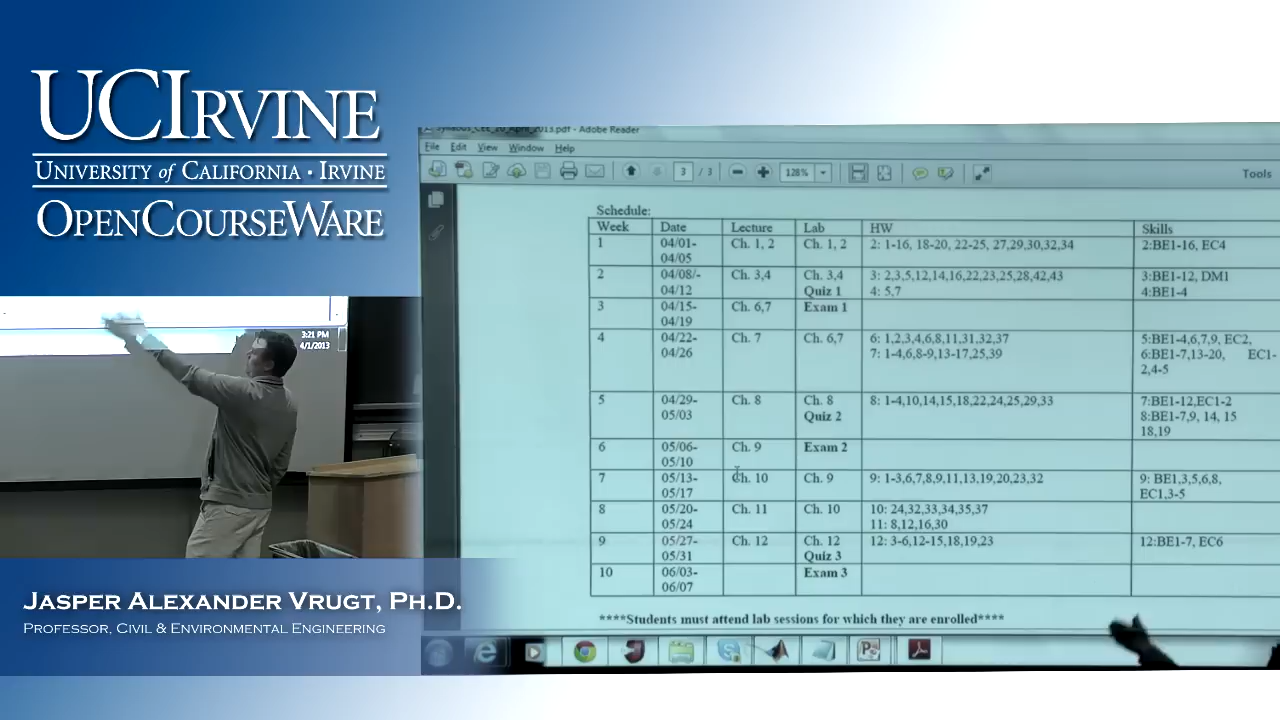 UCIRVINE
UNIVERSITY of CALIFORNIA · IRVINE
OPENCOURSEWARE
3:21 PM
4/1/2013
JASPER ALEXANDER VRUGT, PH.D.
PROFESSOR, CIVIL & ENVIRONMENTAL ENGINEERING
Syllabus_CEE_20_April_2013.pdf - Adobe Reader
File Edit View Window Help
3 / 3 128% Tools
Schedule:
Week Date Lecture Lab HW Skills
1 04/01- Ch. 1, 2 Ch. 1, 2 2: 1-16, 18-20, 22-25, 27,29,30,32,34 2:BE1-16, EC4
04/05
2 04/08/- Ch. 3,4 Ch. 3,4 3: 2,3,5,12,14,16,22,23,25,28,42,43 3:BE1-12, DM1
04/12 Quiz 1 4: 5,7 4:BE1-4
3 04/15- Ch. 6,7 Exam 1
04/19
4 04/22- Ch. 7 Ch. 6,7 6: 1,2,3,4,6,8,11,31,32,37 5:BE1-4,6,7,9, EC2,
04/26 7: 1-4,6,8-9,13-17,25,39 6:BE1-7,13-20, EC1-
2,4-5
5 04/29- Ch. 8 Ch. 8 8: 1-4,10,14,15,18,22,24,25,29,33 7:BE1-12,EC1-2
05/03 Quiz 2 8:BE1-7,9, 14, 15
18,19
6 05/06- Ch. 9 Exam 2
05/10
7 05/13- Ch. 10 Ch. 9 9: 1-3,6,7,8,9,11,13,19,20,23,32 9: BE1,3,5,6,8,
05/17 EC1,3-5
8 05/20- Ch. 11 Ch. 10 10: 24,32,33,34,35,37
05/24 11: 8,12,16,30
9 05/27- Ch. 12 Ch. 12 12: 3-6,12-15,18,19,23 12:BE1-7, EC6
05/31 Quiz 3
10 06/03- Exam 3
06/07
****Students must attend lab sessions for which they are enrolled****